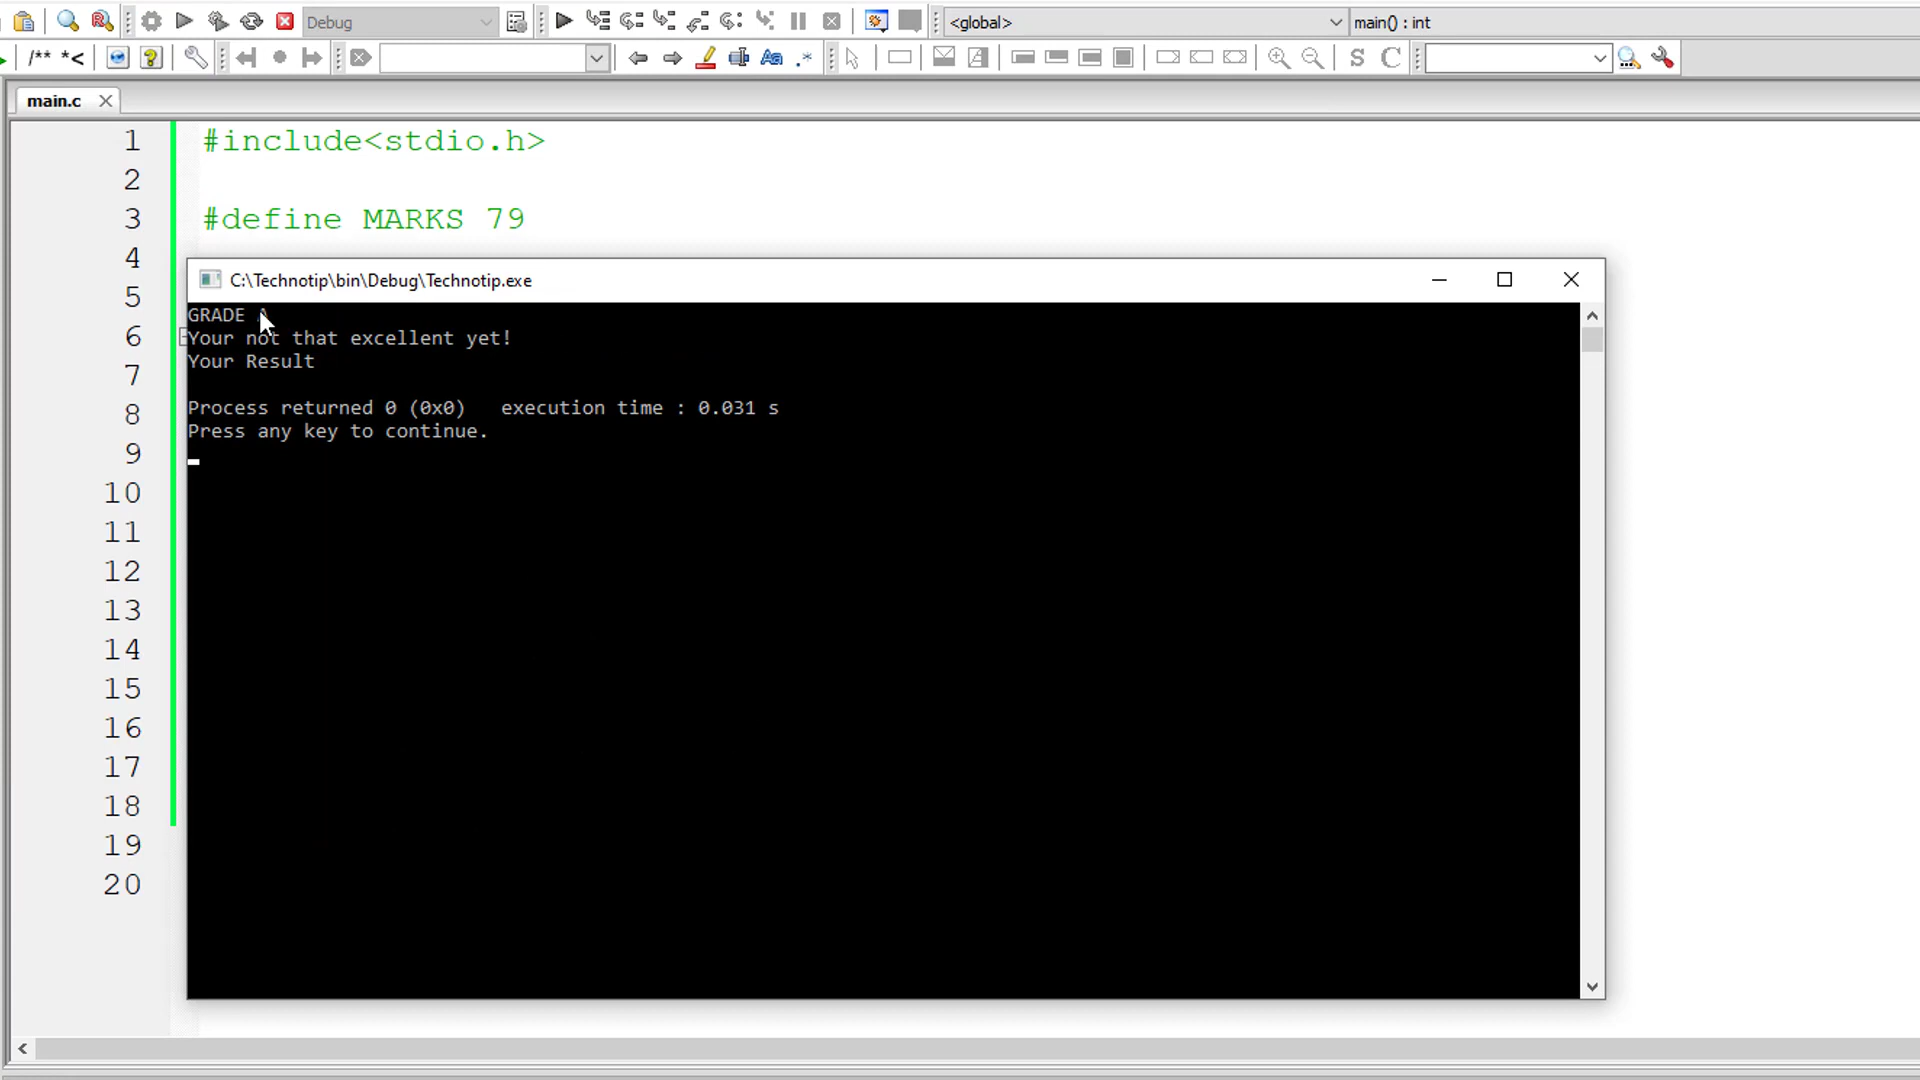 Debug
<global>
main() : int
/** *<
Aa .*
S C
main.c
1 #include<stdio.h>
2
3 #define MARKS 79
4
5
6
7
8
9
10
11
12
13
14
15
16
17
18
19
20
C:\Technotip\bin\Debug\Technotip.exe
GRADE A
Your not that excellent yet!
Your Result
Process returned 0 (0x0) execution time : 0.031 s
Press any key to continue.